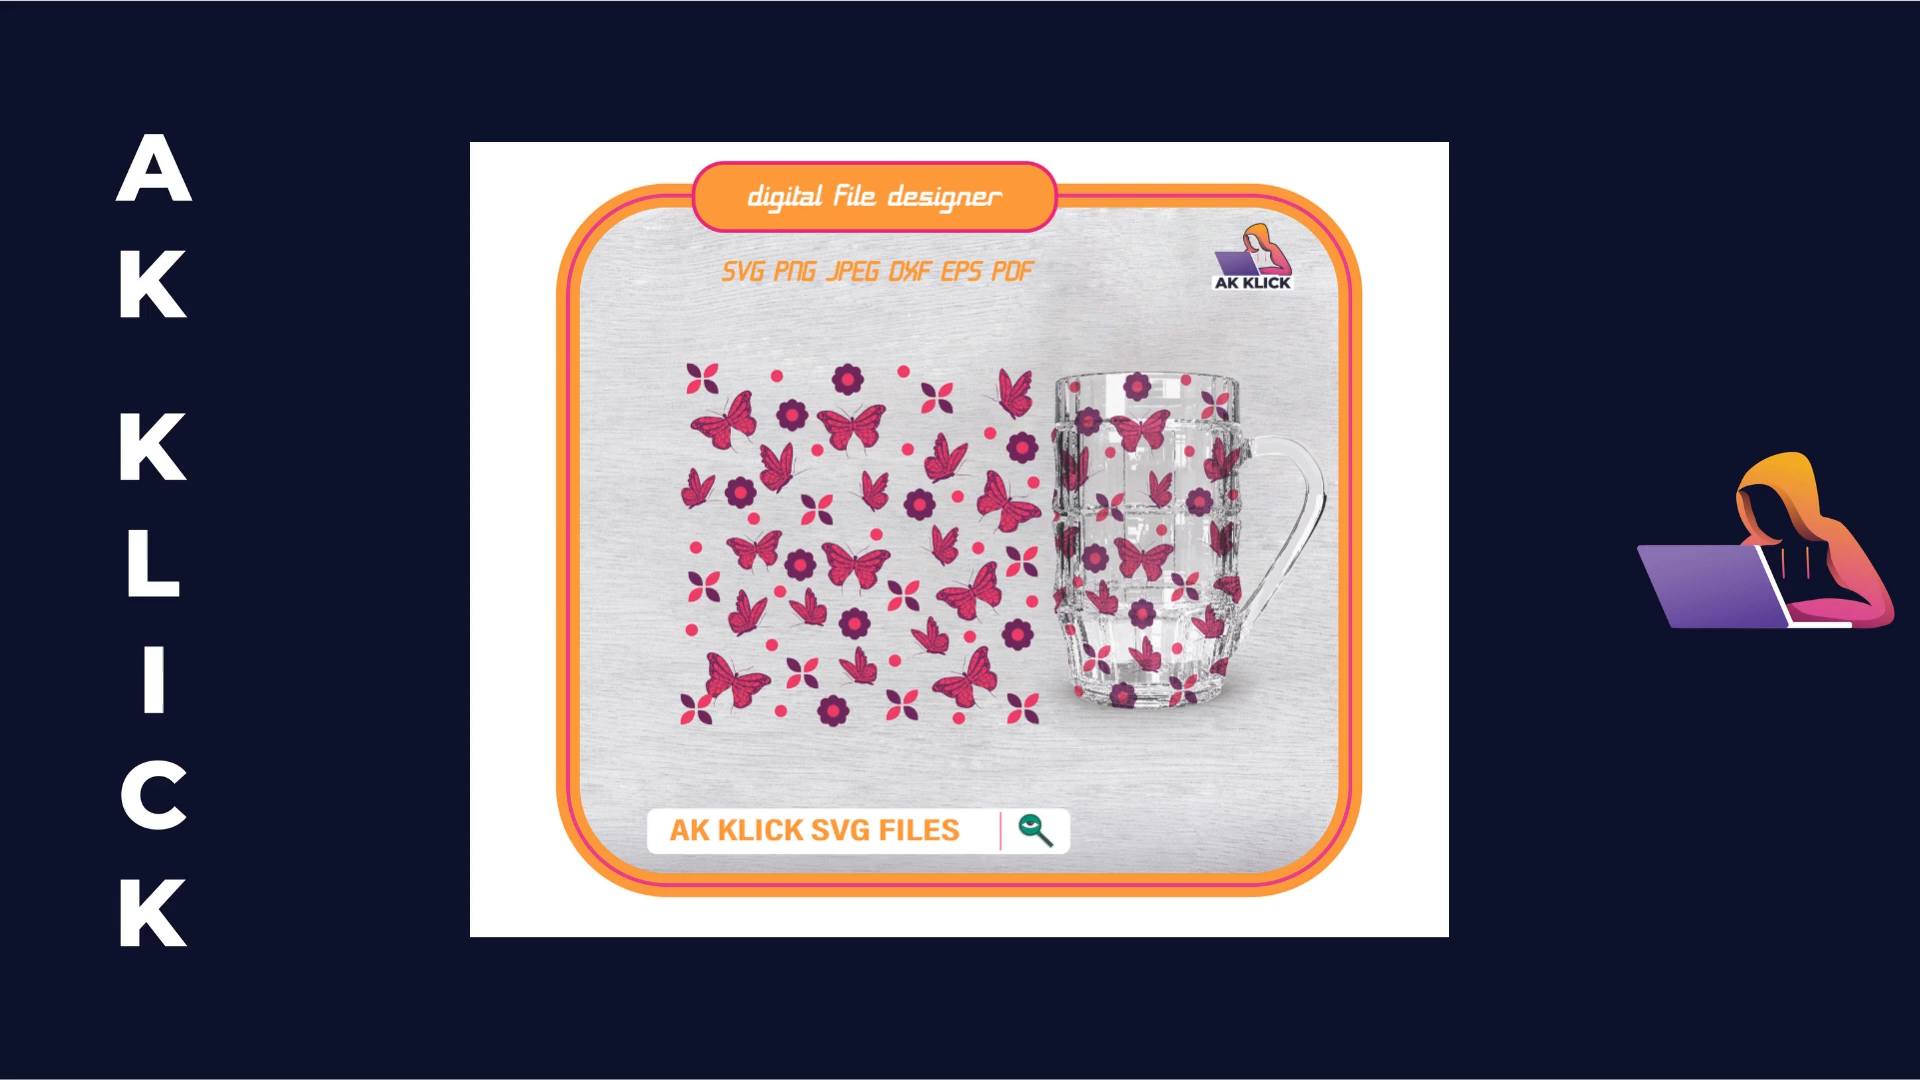 A
K
K
L
I
C
K
digital File designer
SVG PNG JPEG DXF EPS PDF
AK KLICK
AK KLICK SVG FILES